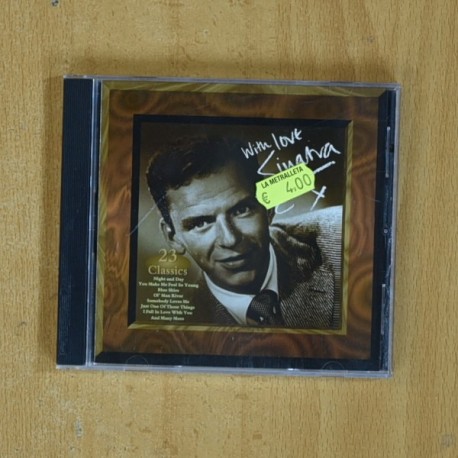 With love
Sinatra
x
LA METRALLETA
€ 4,00
23
Classics
Night and Day
You Make Me Feel So Young
Blue Skies
Ol' Man River
Somebody Loves Me
Just One Of Those Things
I Fall In Love With You
And Many More